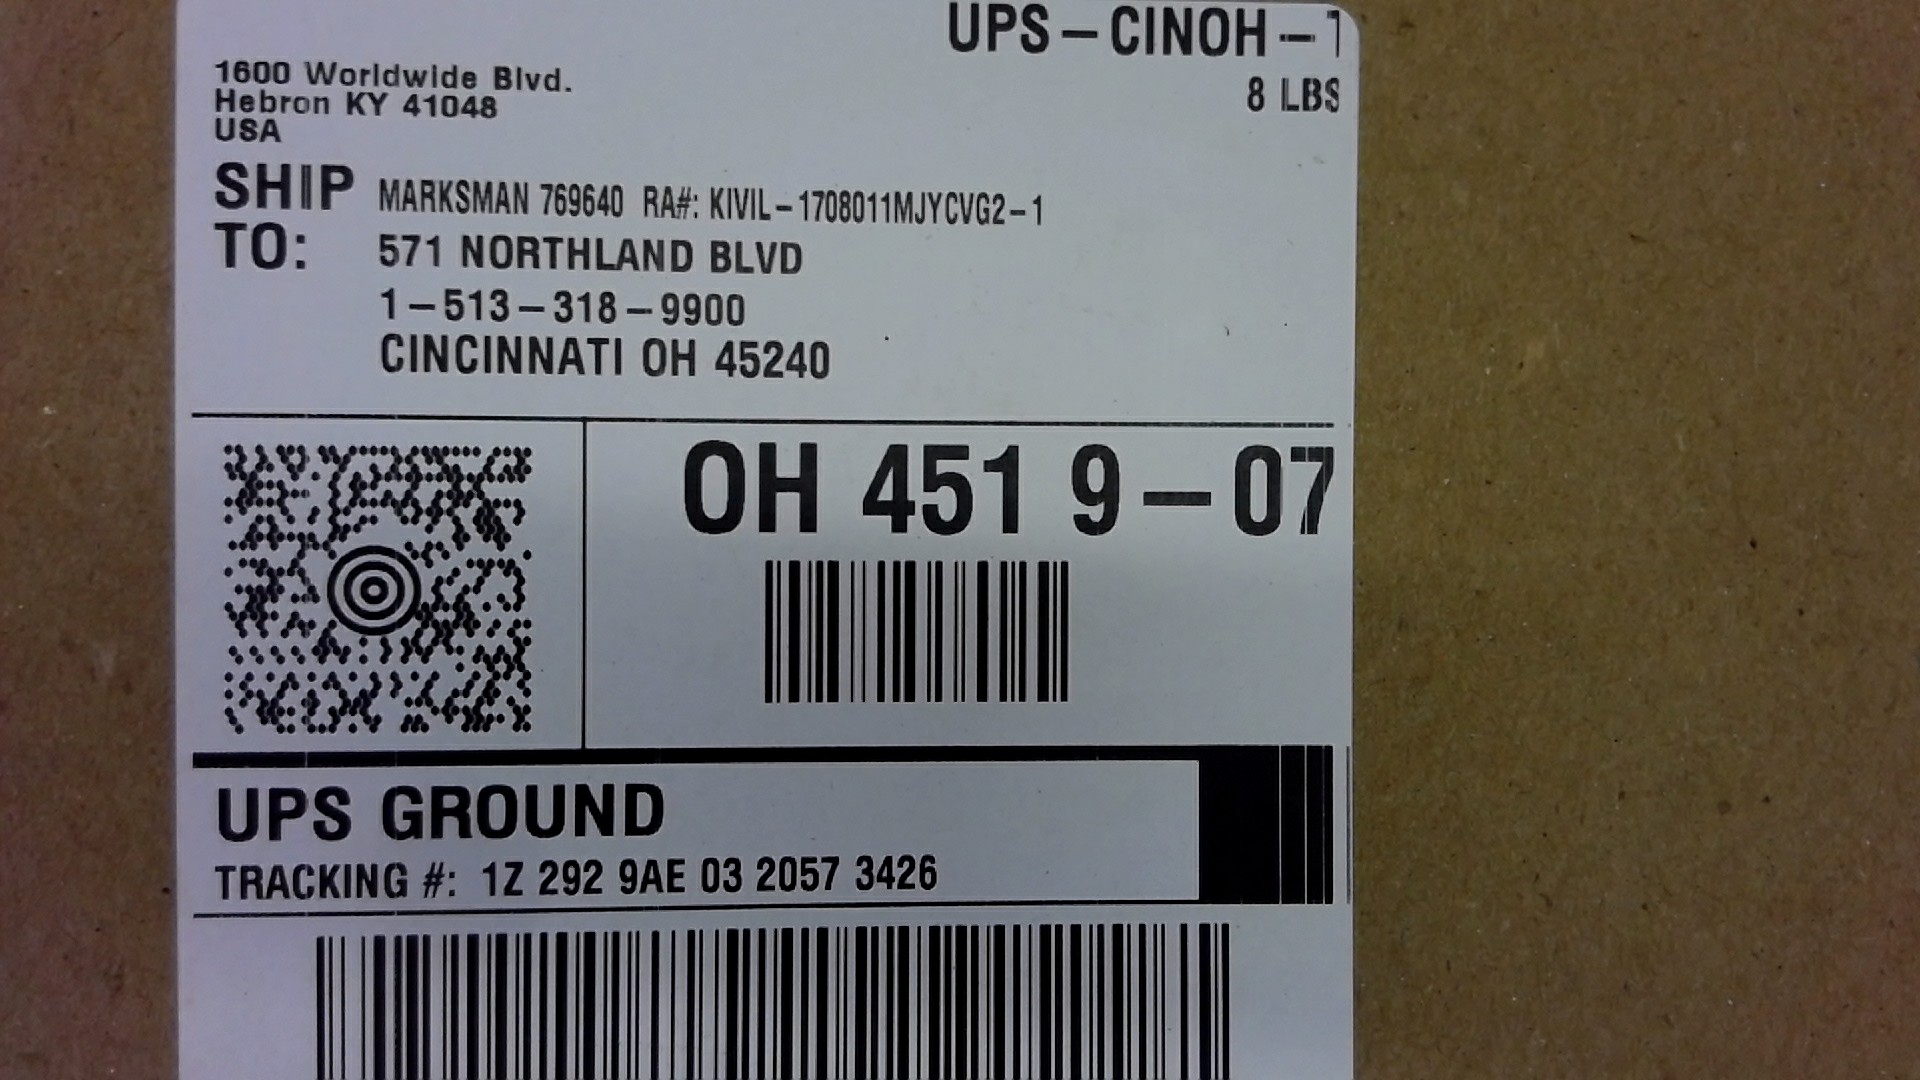 UPS – CINOH –
8 LBS
1600 Worldwide Blvd.
Hebron KY 41048
USA
SHIP TO: MARKSMAN 769640 RA#: KIVIL – 1708011MJYCVG2 – 1
571 NORTHLAND BLVD
1 – 513 – 318 – 9900
CINCINNATI OH 45240
OH 451 9 – 07
UPS GROUND
TRACKING #: 1Z 292 9AE 03 2057 3426